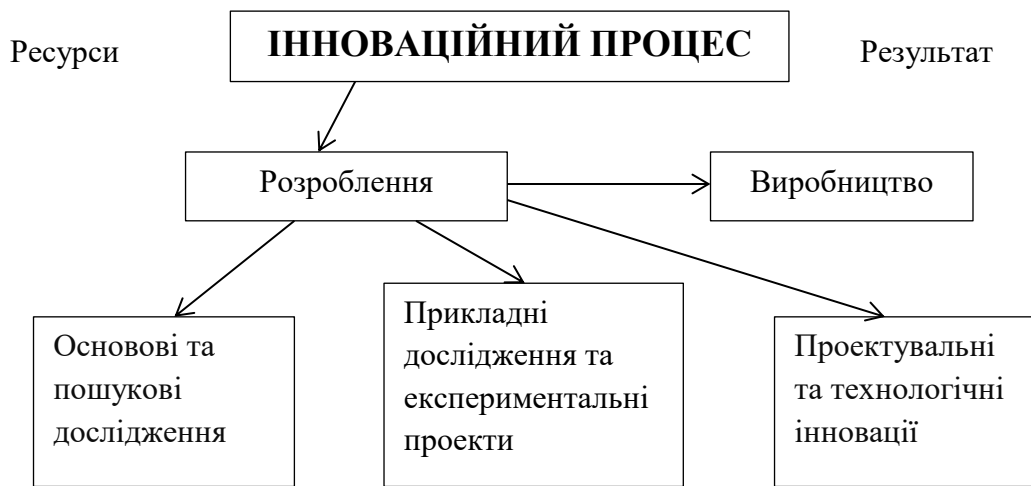 Ресурси
ІННОВАЦІЙНИЙ ПРОЦЕС
Результат
Розроблення
Виробництво
Основові та
пошукові
дослідження
Прикладні
дослідження та
експериментальні
проекти
Проектувальні
та технологічні
інновації